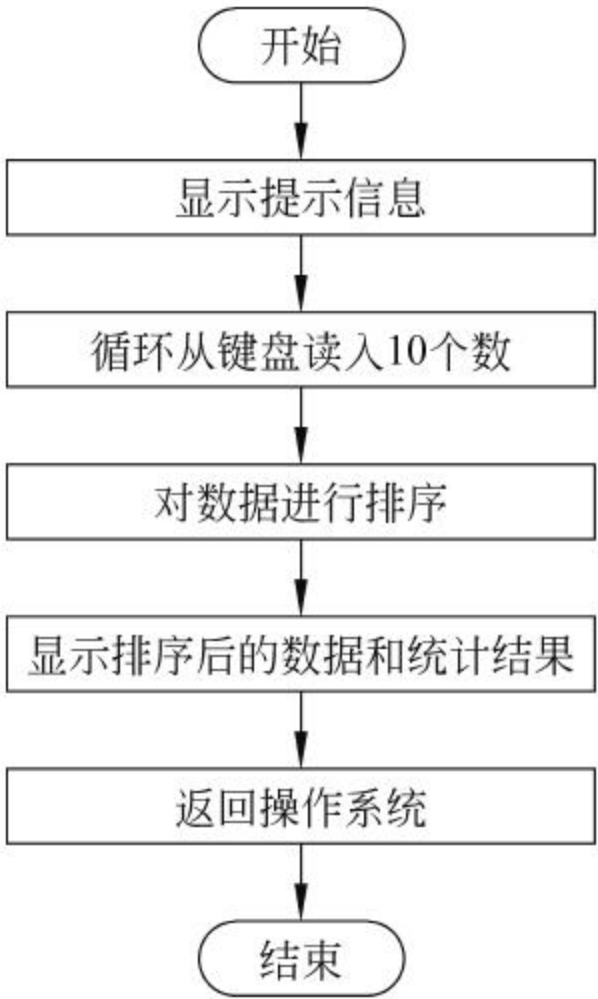 开始
显示提示信息
循环从键盘读入10个数
对数据进行排序
显示排序后的数据和统计结果
返回操作系统
结束